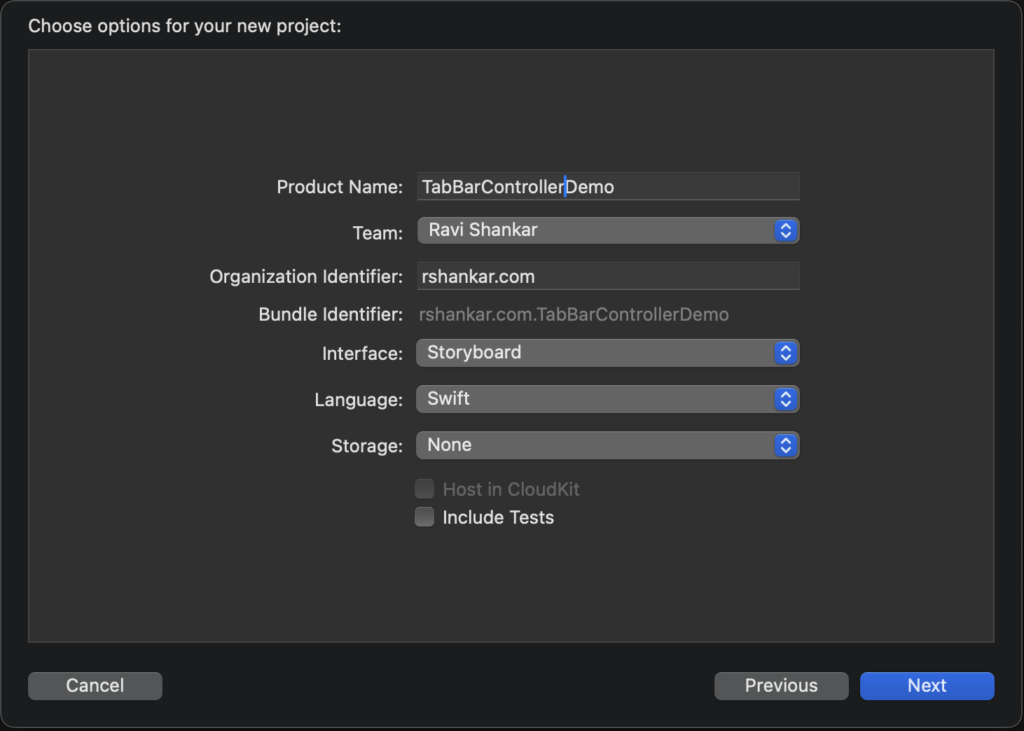 Choose options for your new project:
Product Name: TabBarControllerDemo
Team: Ravi Shankar
Organization Identifier: rshankar.com
Bundle Identifier: rshankar.com.TabBarControllerDemo
Interface: Storyboard
Language: Swift
Storage: None
Host in CloudKit
Include Tests
Cancel Previous Next